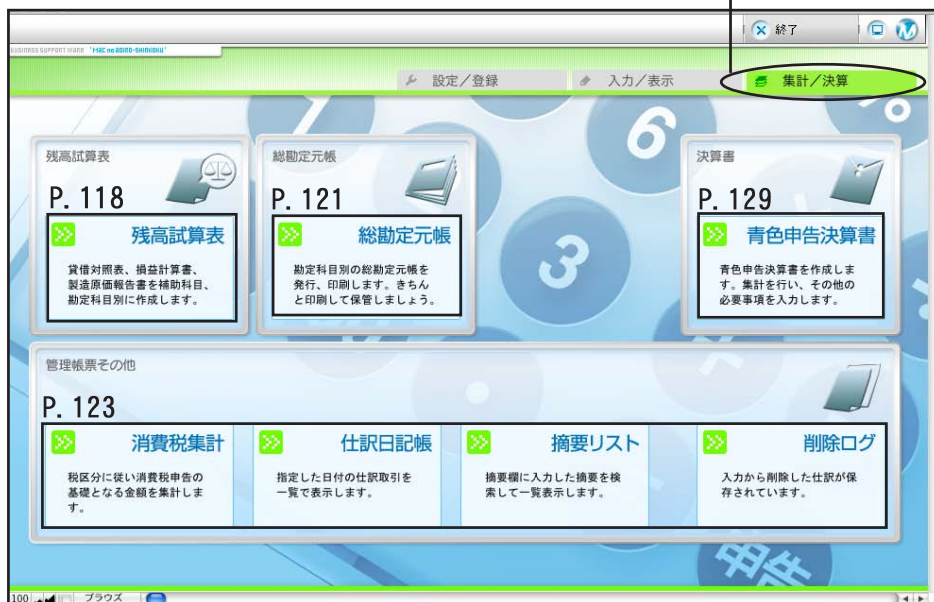 終了
BUSINESS SUPPORT WARE 'MAC no AOIRO-SHINKOKU'
設定/登録
入力/表示
集計/決算
残高試算表
P. 118
残高試算表
貸借対照表、損益計算書、
製造原価報告書を補助科目、
勘定科目別に作成します。
総勘定元帳
P. 121
総勘定元帳
勘定科目別の総勘定元帳を
発行、印刷します。きちん
と印刷して保管しましょう。
決算書
P. 129
青色申告決算書
青色申告決算書を作成しま
す。集計を行い、その他の
必要事項を入力します。
管理帳票その他
P. 123
消費税集計
税区分に従い消費税申告の
基礎となる金額を集計しま
す。
仕訳日記帳
指定した日付の仕訳取引を
一覧で表示します。
摘要リスト
摘要欄に入力した摘要を検
索して一覧表示します。
削除ログ
入力から削除した仕訳が保
存されています。
6
3
%
申告
100
ブラウズ